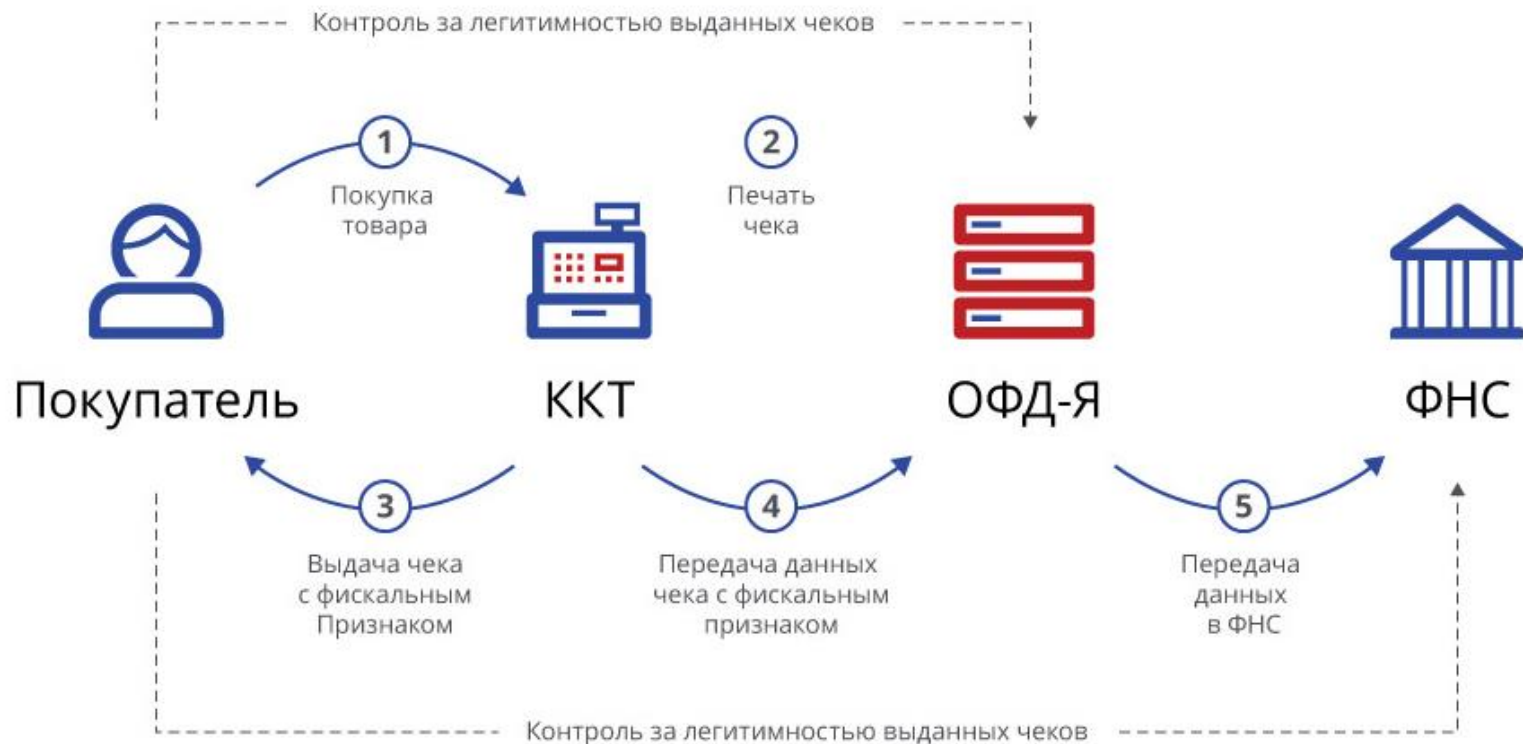 Контроль за легитимностью выданных чеков
1
2
Покупка
товара
Печать
чека
Покупатель
ККТ
ОФД-Я
ФНС
3
4
5
Выдача чека
с фискальным
Признаком
Передача данных
чека с фискальным
признаком
Передача
данных
в ФНС
Контроль за легитимностью выданных чеков